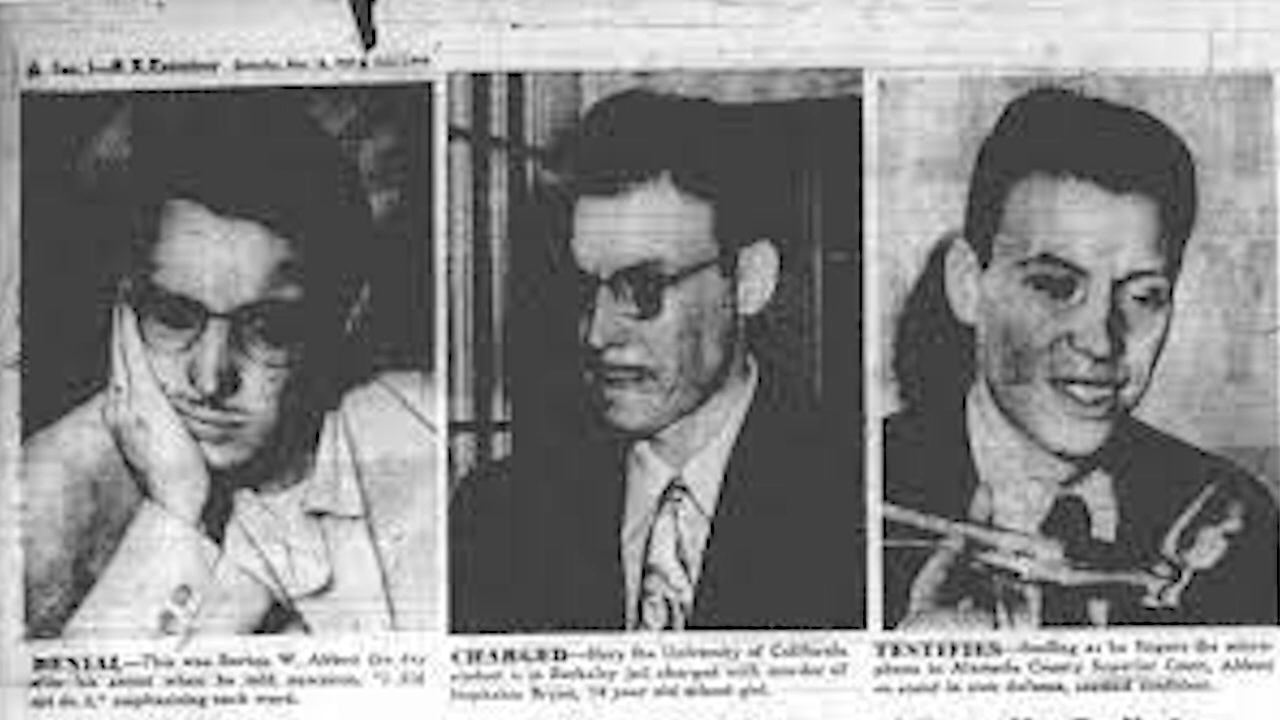 DENIAL—This was Burton W. Abbott the day
after his arrest when he told newsmen, "I did
not do it," emphasizing each word.
CHARGED—Here the University of California
student is in Berkeley jail charged with murder of
Stephanie Bryan, 14 year old school girl.
TESTIFIES—Smiling as he fingers the micro-
phone in Alameda County Superior Court, Abbott
on stand in own defense, seemed confident.